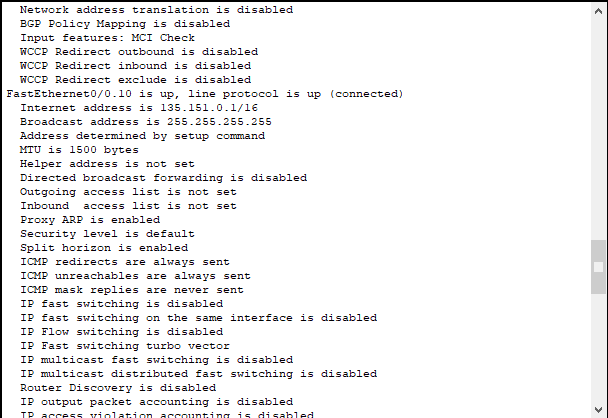 Network address translation is disabled
BGP Policy Mapping is disabled
Input features: MCI Check
WCCP Redirect outbound is disabled
WCCP Redirect inbound is disabled
WCCP Redirect exclude is disabled
FastEthernet0/0.10 is up, line protocol is up (connected)
Internet address is 135.151.0.1/16
Broadcast address is 255.255.255.255
Address determined by setup command
MTU is 1500 bytes
Helper address is not set
Directed broadcast forwarding is disabled
Outgoing access list is not set
Inbound  access list is not set
Proxy ARP is enabled
Security level is default
Split horizon is enabled
ICMP redirects are always sent
ICMP unreachables are always sent
ICMP mask replies are never sent
IP fast switching is disabled
IP fast switching on the same interface is disabled
IP Flow switching is disabled
IP Fast switching turbo vector
IP multicast fast switching is disabled
IP multicast distributed fast switching is disabled
Router Discovery is disabled
IP output packet accounting is disabled
IP access violation accounting is disabled